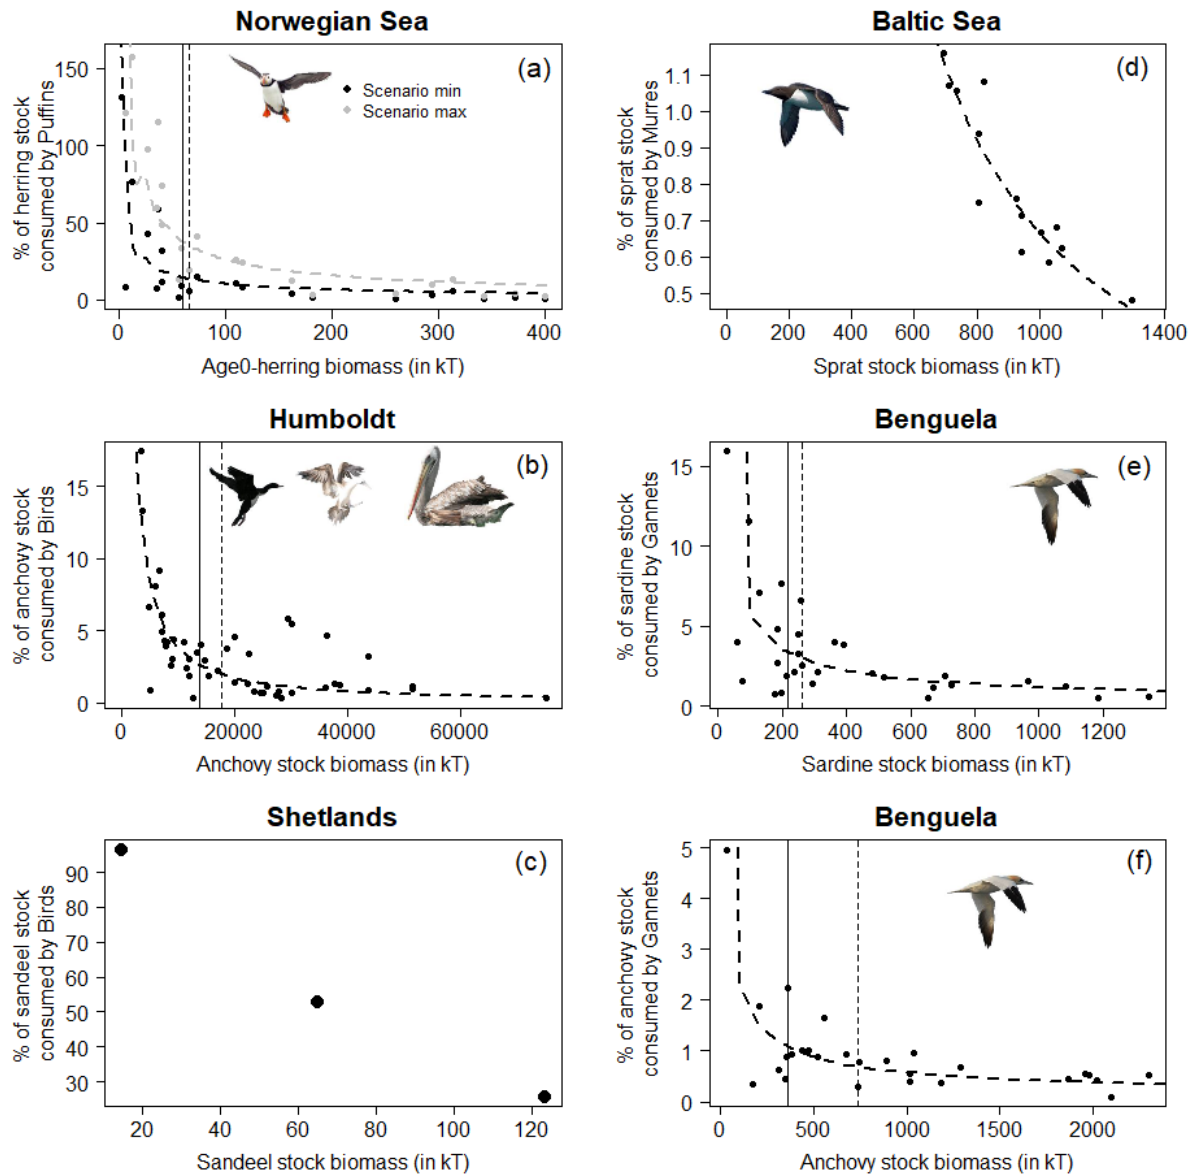 Norwegian Sea
(a)
Scenario min
Scenario max
% of herring stock
consumed by Puffins
150
100
50
0
0 100 200 300 400
Age0-herring biomass (in kT)
Baltic Sea
(d)
% of sprat stock
consumed by Murres
1.1
1.0
0.9
0.8
0.7
0.6
0.5
0 200 400 600 800 1000 1400
Sprat stock biomass (in kT)
Humboldt
(b)
% of anchovy stock
consumed by Birds
15
10
5
0
0 20000 40000 60000
Anchovy stock biomass (in kT)
Benguela
(e)
% of sardine stock
consumed by Gannets
15
10
5
0
0 200 400 600 800 1000 1200
Sardine stock biomass (in kT)
Shetlands
(c)
% of sandeel stock
consumed by Birds
90
80
70
60
50
40
30
20 40 60 80 100 120
Sandeel stock biomass (in kT)
Benguela
(f)
% of anchovy stock
consumed by Gannets
5
4
3
2
1
0
0 500 1000 1500 2000
Anchovy stock biomass (in kT)